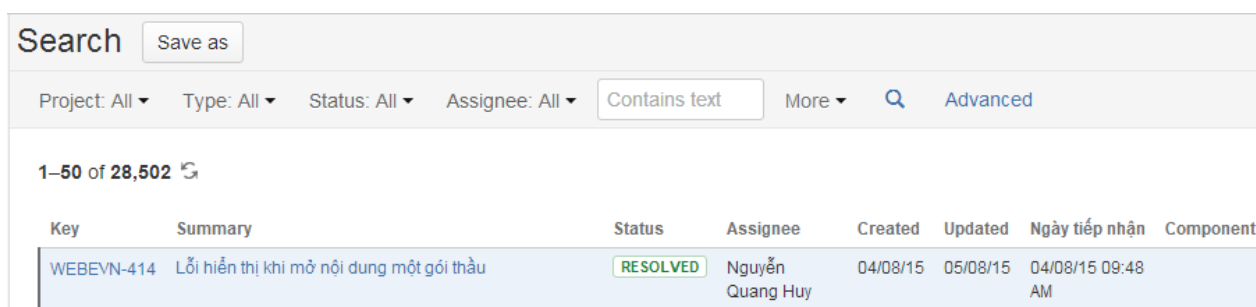 Search Save as
Project: All Type: All Status: All Assignee: All Contains text More Advanced
1–50 of 28,502
Key Summary Status Assignee Created Updated Ngày tiếp nhận Component
WEBEVN-414 Lỗi hiển thị khi mở nội dung một gói thầu RESOLVED Nguyễn 04/08/15 05/08/15 04/08/15 09:48
Quang Huy AM